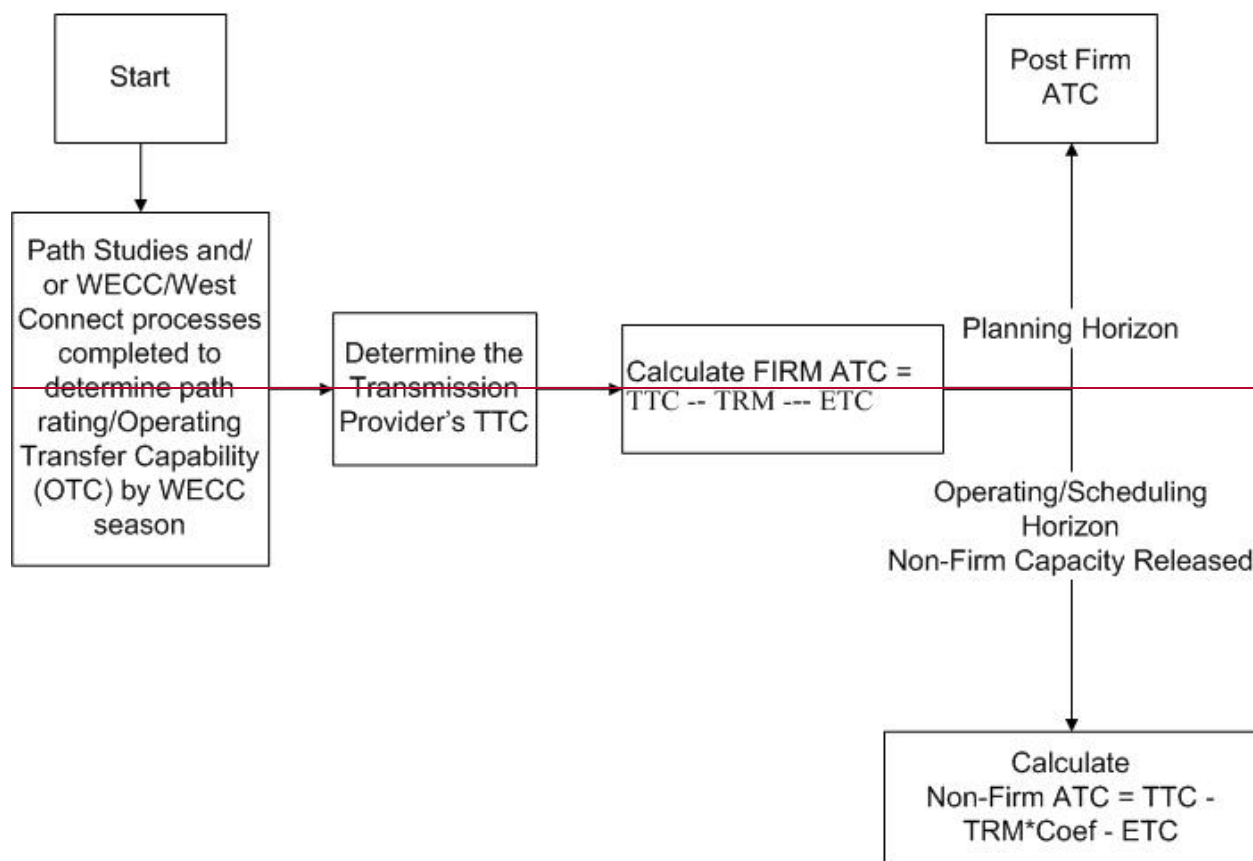 Start
Path Studies and/
or WECC/West
Connect processes
completed to
determine path
rating/Operating
Transfer Capability
(OTC) by WECC
season
Determine the
Transmission
Provider's TTC
Calculate FIRM ATC =
TTC -- TRM --- ETC
Post Firm
ATC
Planning Horizon
Operating/Scheduling
Horizon
Non-Firm Capacity Released
Calculate
Non-Firm ATC = TTC -
TRM*Coef - ETC